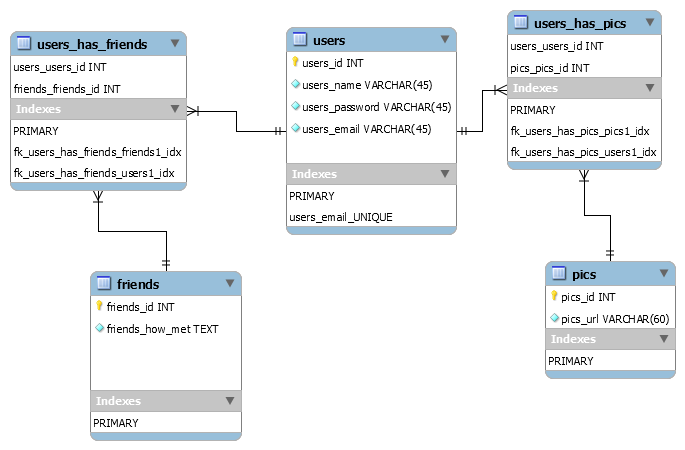 users_has_friends
users_users_id INT
friends_friends_id INT
Indexes
PRIMARY
fk_users_has_friends_friends1_idx
fk_users_has_friends_users1_idx
users
users_id INT
users_name VARCHAR(45)
users_password VARCHAR(45)
users_email VARCHAR(45)
Indexes
PRIMARY
users_email_UNIQUE
users_has_pics
users_users_id INT
pics_pics_id INT
Indexes
PRIMARY
fk_users_has_pics_pics1_idx
fk_users_has_pics_users1_idx
friends
friends_id INT
friends_how_met TEXT
Indexes
PRIMARY
pics
pics_id INT
pics_url VARCHAR(60)
Indexes
PRIMARY